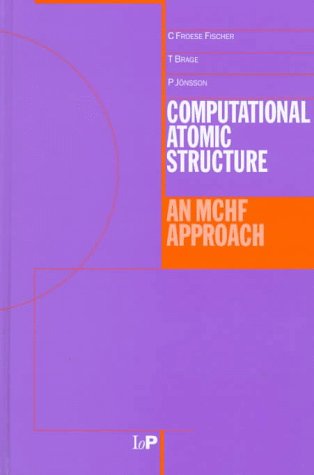 C FROESE FISCHER
T BRAGE
P JÖNSSON
COMPUTATIONAL
ATOMIC
STRUCTURE
AN MCHF
APPROACH
IoP